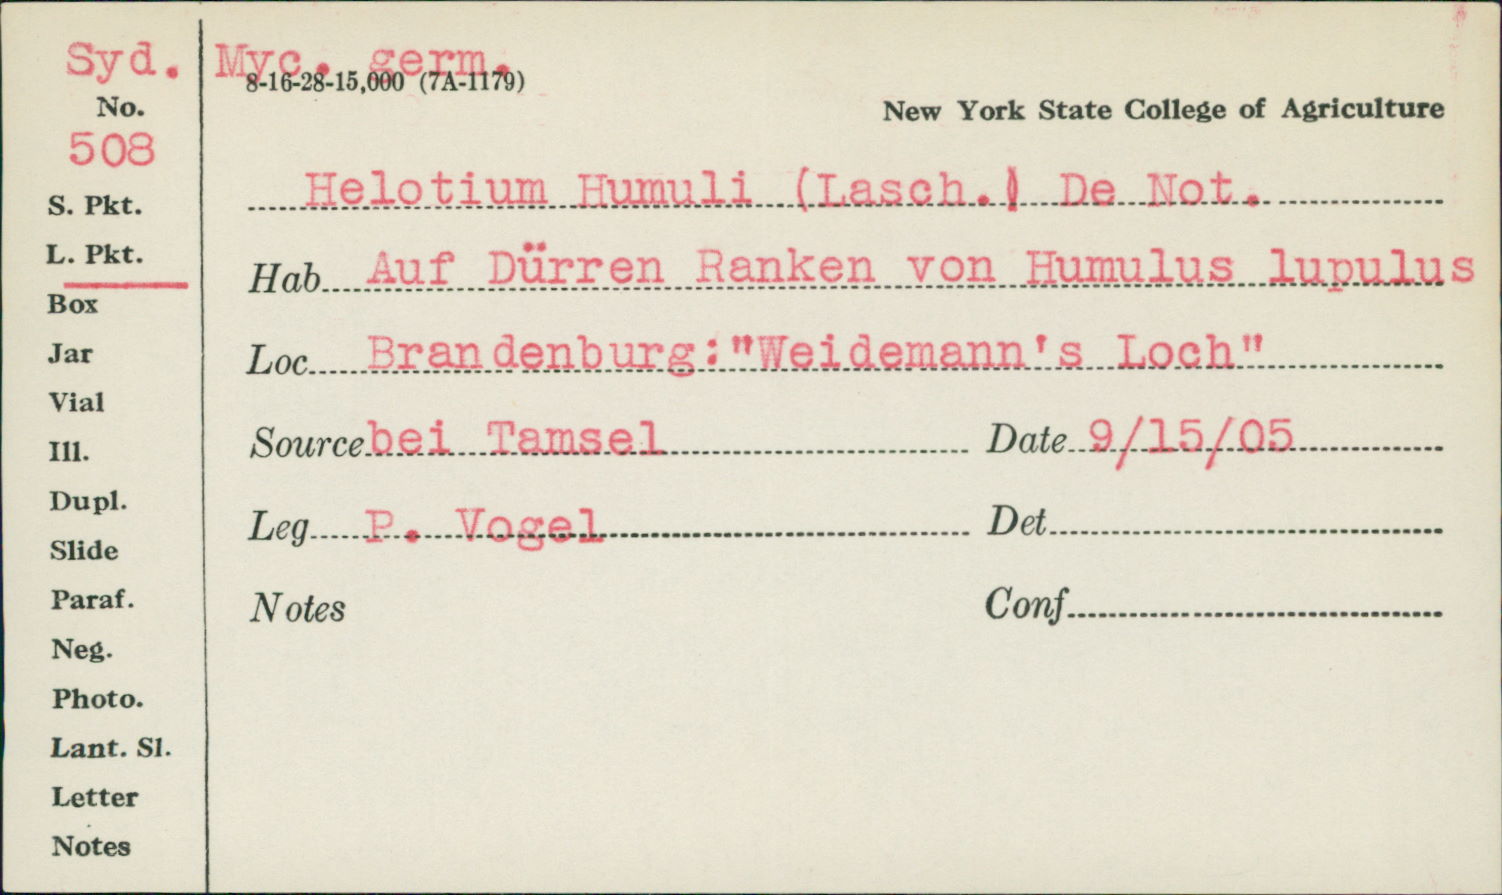 Syd. Myc. germ.
8-16-28-15,000 (7A-1179)
No.
New York State College of Agriculture
508
Helotium Humuli (Lasch.) De Not.
S. Pkt.
L. Pkt.
Hab. Auf Dürren Ranken von Humulus lupulus
Box
Jar
Loc. Brandenburg:"Weidemann's Loch"
Vial
Source bei Tamsel Date 9/15/05
Ill.
Dupl.
Leg. P. Vogel Det.
Slide
Paraf.
Notes Conf.
Neg.
Photo.
Lant. Sl.
Letter
Notes